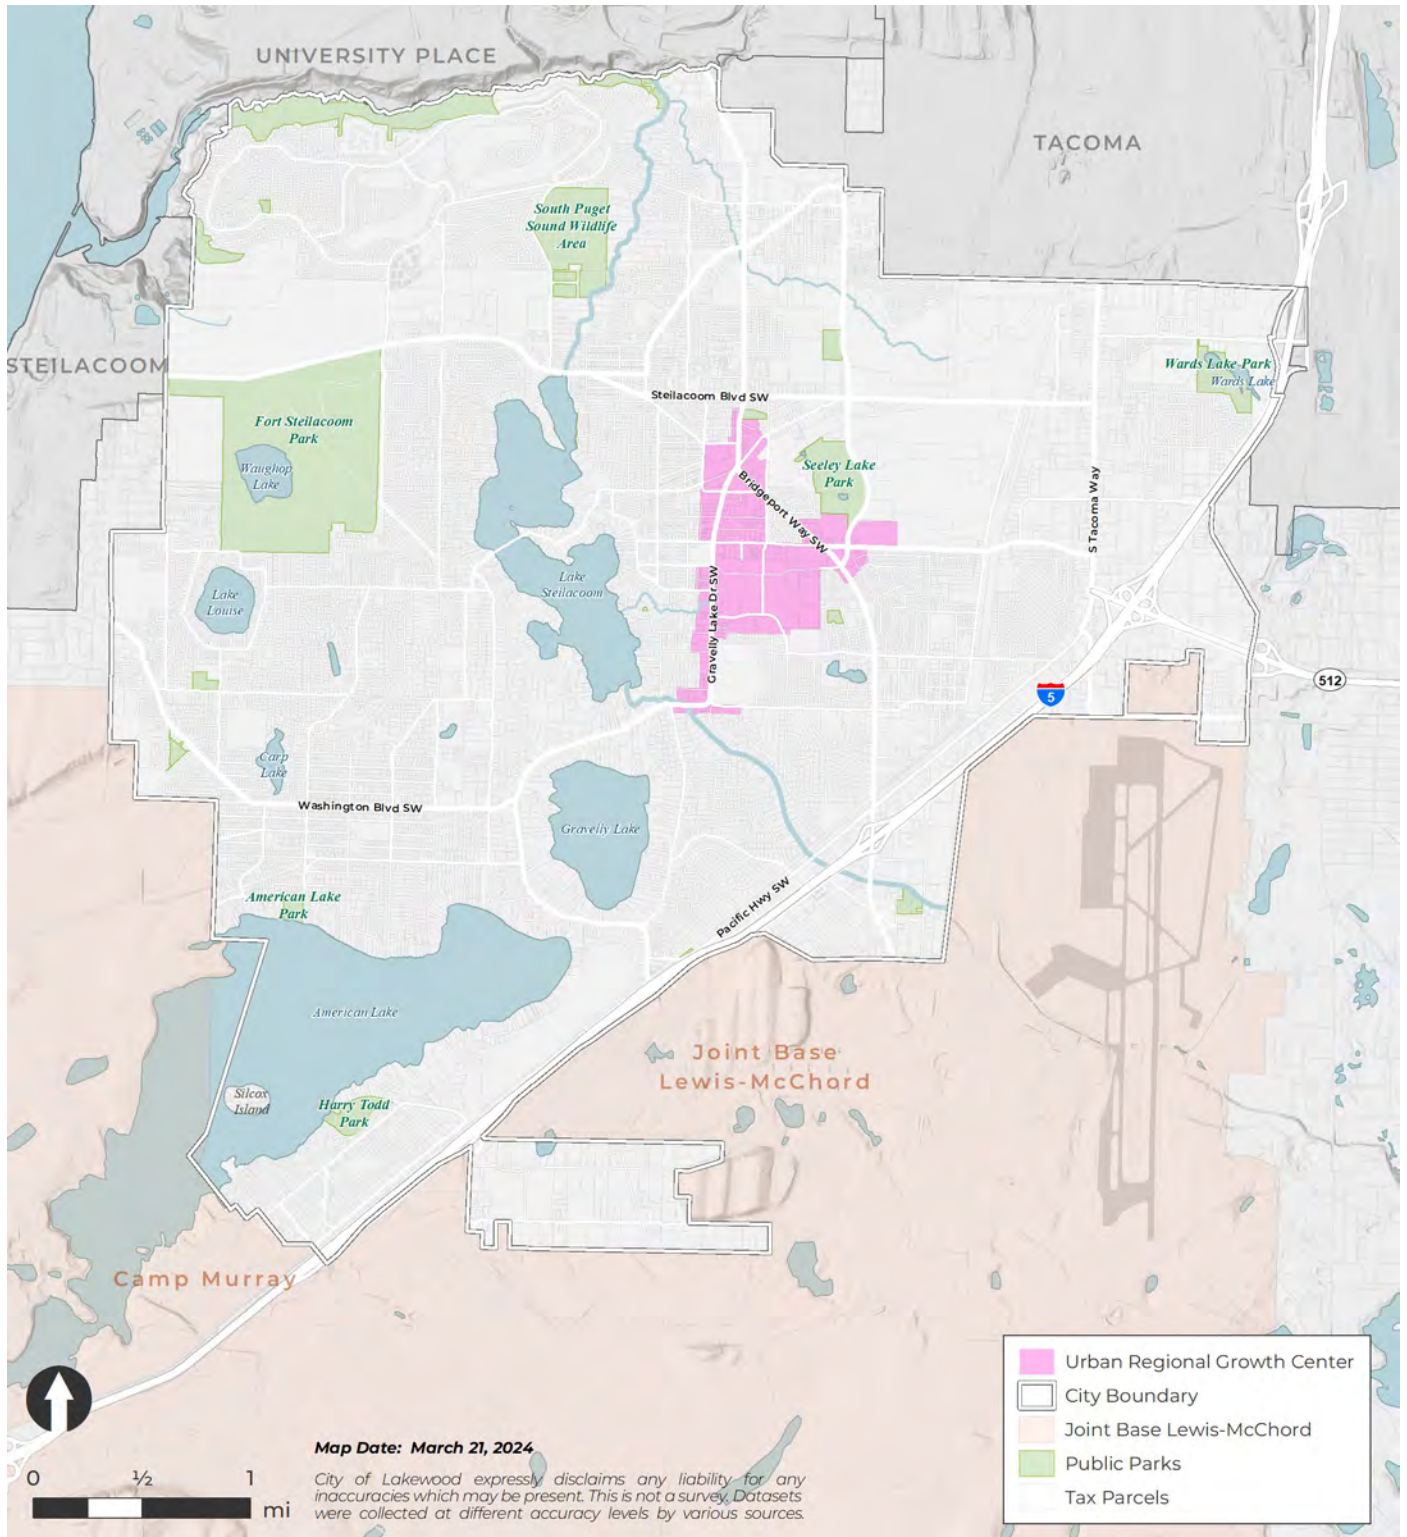 UNIVERSITY PLACE
TACOMA
South Puget
Sound Wildlife
Area
STEILACOOM
Wards Lake Park
Wards Lake
Steilacoom Blvd SW
Fort Steilacoom
Park
Waughop
Lake
Seeley Lake
Park
Bridgeport Way SW
S Tacoma Way
Lake
Steilacoom
Gravelly Lake Dr SW
Lake
Louise
512
5
Carp
Lake
Washington Blvd SW
Gravelly Lake
American Lake
Park
Pacific Hwy SW
American Lake
Joint Base
Lewis-McChord
Silcox
Island
Harry Todd
Park
Camp Murray
Urban Regional Growth Center
City Boundary
Joint Base Lewis-McChord
Public Parks
Tax Parcels
0 ½ 1
mi
Map Date: March 21, 2024
City of Lakewood expressly disclaims any liability for any
inaccuracies which may be present. This is not a survey. Datasets
were collected at different accuracy levels by various sources.